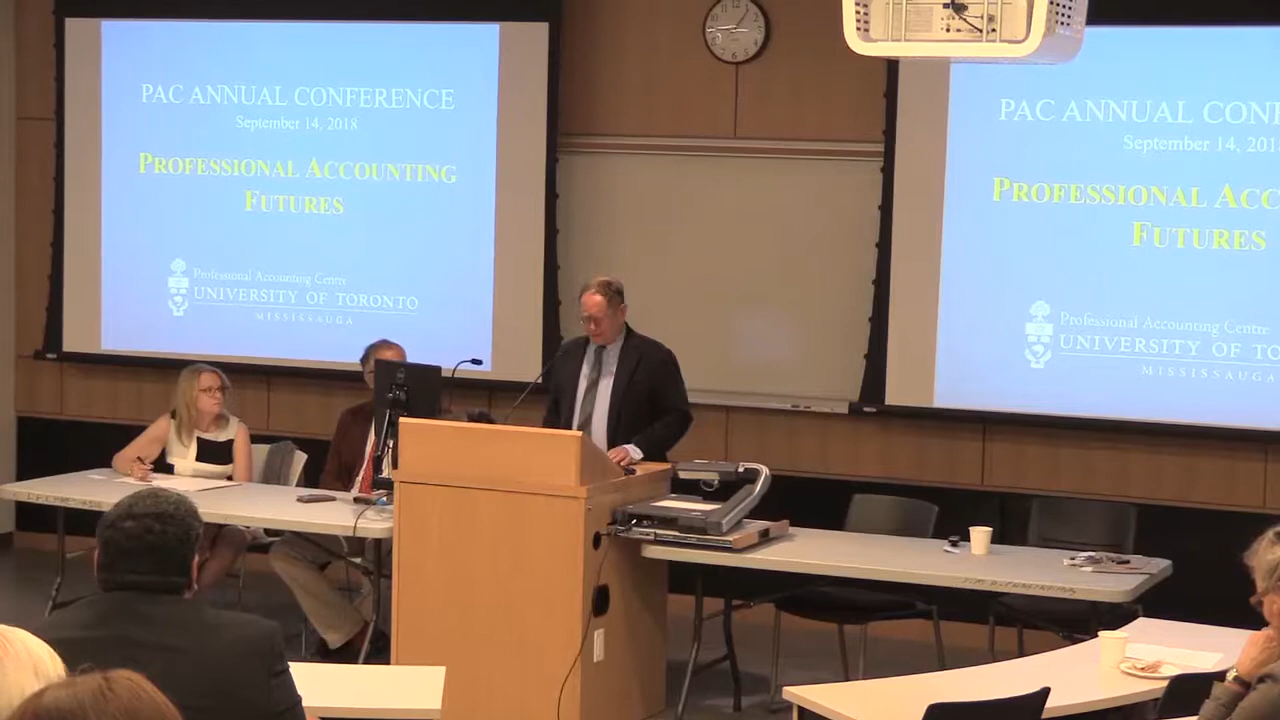 PAC ANNUAL CONFERENCE
September 14, 2018
PROFESSIONAL ACCOUNTING
FUTURES
Professional Accounting Centre
UNIVERSITY OF TORONTO
MISSISSAUGA
PAC ANNUAL CONF
September 14, 201
PROFESSIONAL ACC
FUTURES
Professional Accounting Centre
UNIVERSITY OF TO
MISSISSAUGA